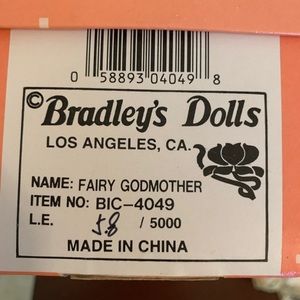 0 58893 04049 8
© Bradley's Dolls
LOS ANGELES, CA.
NAME: FAIRY GODMOTHER
ITEM NO: BIC-4049
L.E. 58 / 5000
MADE IN CHINA